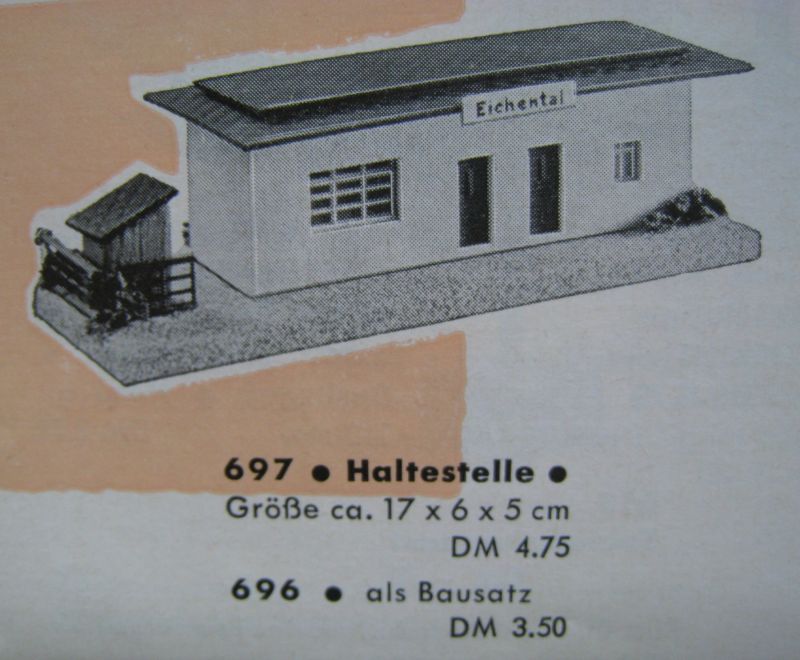 Eichental
697 • Haltestelle •
Größe ca. 17 x 6 x 5 cm
DM 4.75
696 • als Bausatz
DM 3.50